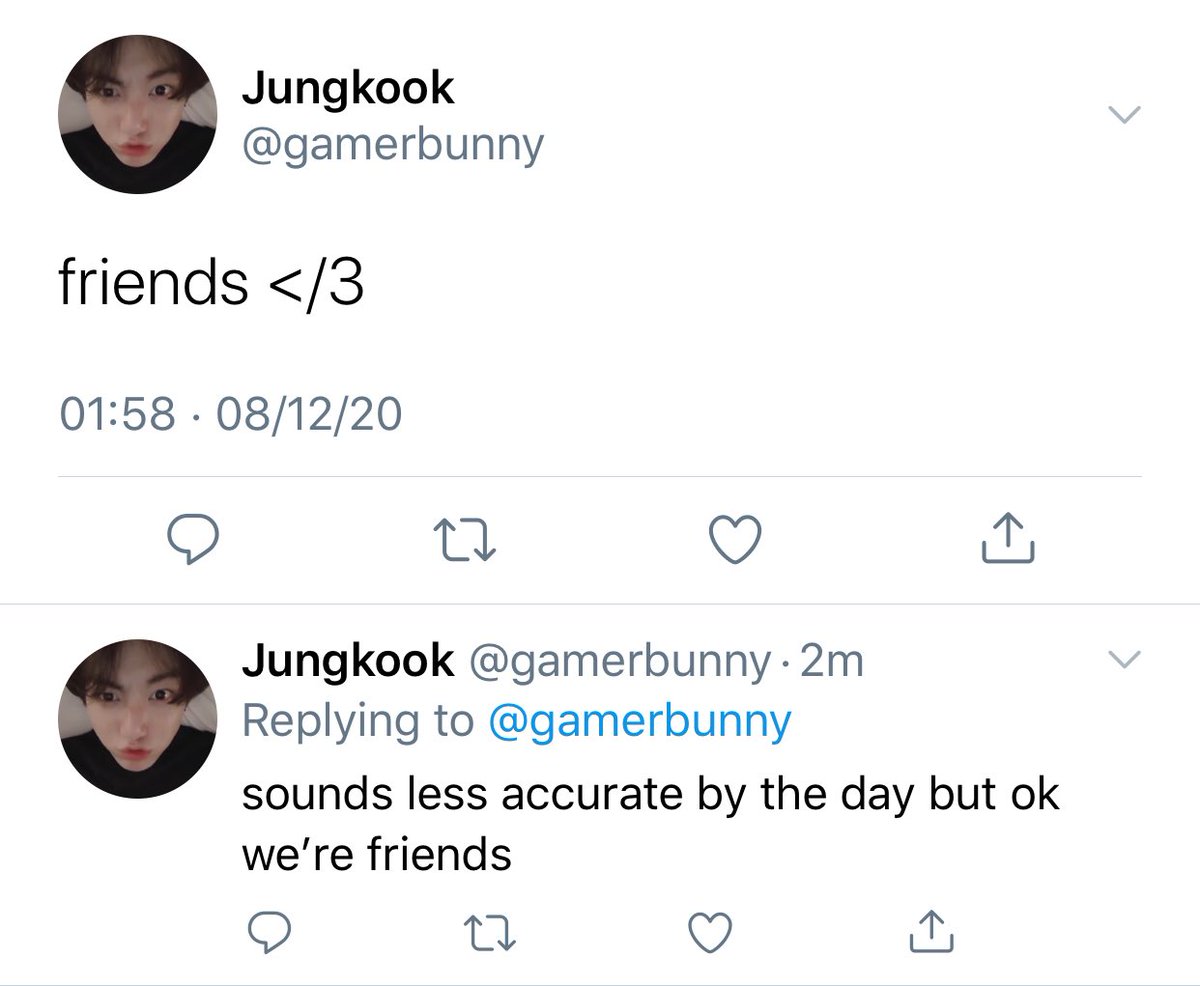 Jungkook
@gamerbunny
friends </3
01:58 · 08/12/20
Jungkook @gamerbunny · 2m
Replying to @gamerbunny
sounds less accurate by the day but ok
we’re friends